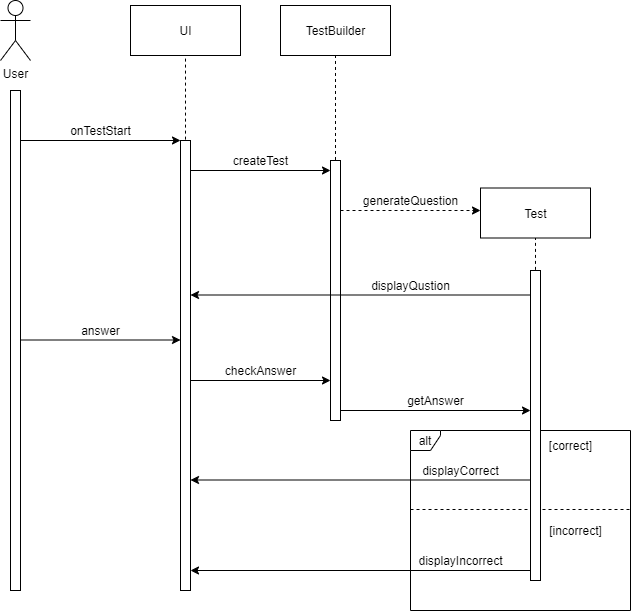 UI
TestBuilder
User
onTestStart
createTest
generateQuestion
Test
displayQustion
answer
checkAnswer
getAnswer
alt
[correct]
displayCorrect
[incorrect]
displayIncorrect